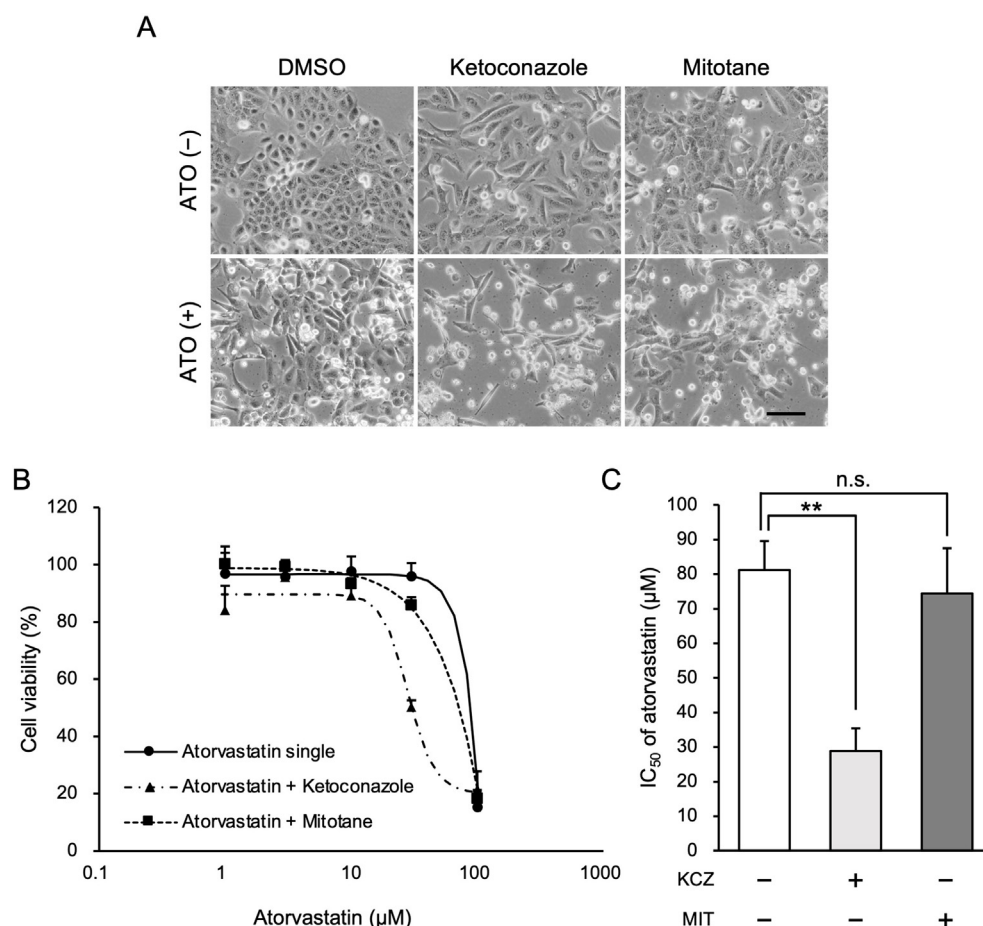 A
DMSO
Ketoconazole
Mitotane
ATO (−)
ATO (+)
B
120
100
80
60
40
20
0
0.1
1
10
100
1000
Cell viability (%)
Atorvastatin (µM)
Atorvastatin single
Atorvastatin + Ketoconazole
Atorvastatin + Mitotane
C
n.s.
**
100
90
80
70
60
50
40
30
20
10
0
IC50 of atorvastatin (µM)
KCZ − + −
MIT − − +